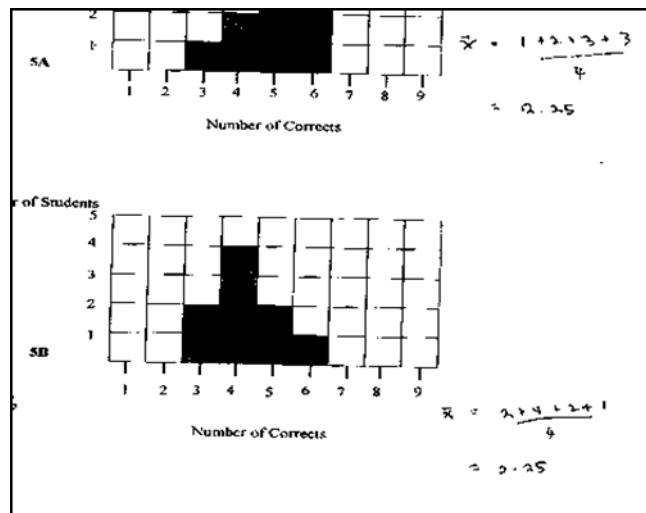 2
1
5A
1 2 3 4 5 6 7 8 9
Number of Corrects
x̄ = 1 + 2 + 3 + 3
4
= 2.25
r of Students
5
4
3
2
1
5B
1 2 3 4 5 6 7 8 9
Number of Corrects
x̄ = 2 + 4 + 2 + 1
4
= 2.25